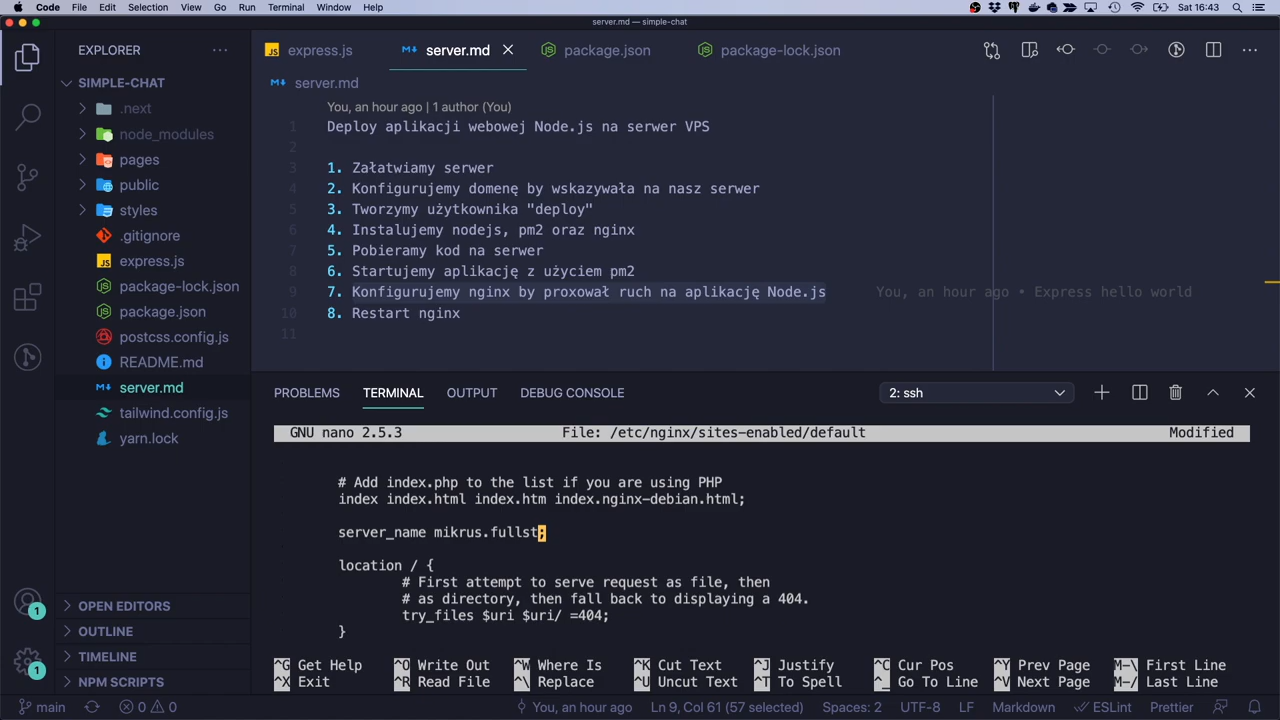 Code File Edit Selection View Go Run Terminal Window Help Sat 16:43
server.md — simple-chat
EXPLORER
SIMPLE-CHAT
.next
node_modules
pages
public
styles
.gitignore
express.js
package-lock.json
package.json
postcss.config.js
README.md
server.md
tailwind.config.js
yarn.lock
OPEN EDITORS
OUTLINE
TIMELINE
NPM SCRIPTS
express.js server.md package.json package-lock.json
server.md
You, an hour ago | 1 author (You)
1 Deploy aplikacji webowej Node.js na serwer VPS
2
3 1. Załatwiamy serwer
4 2. Konfigurujemy domenę by wskazywała na nasz serwer
5 3. Tworzymy użytkownika "deploy"
6 4. Instalujemy nodejs, pm2 oraz nginx
7 5. Pobieramy kod na serwer
8 6. Startujemy aplikację z użyciem pm2
9 7. Konfigurujemy nginx by proxował ruch na aplikację Node.js You, an hour ago • Express hello world
10 8. Restart nginx
11
PROBLEMS TERMINAL OUTPUT DEBUG CONSOLE 2: ssh
GNU nano 2.5.3 File: /etc/nginx/sites-enabled/default Modified
# Add index.php to the list if you are using PHP
index index.html index.htm index.nginx-debian.html;
server_name mikrus.fullst;
location / {
# First attempt to serve request as file, then
# as directory, then fall back to displaying a 404.
try_files $uri $uri/ =404;
}
^G Get Help ^O Write Out ^W Where Is ^K Cut Text ^J Justify ^C Cur Pos ^Y Prev Page M-\ First Line
^X Exit ^R Read File ^\ Replace ^U Uncut Text ^T To Spell ^_ Go To Line ^V Next Page M-/ Last Line
1
1
main 0 0 You, an hour ago Ln 9, Col 61 (57 selected) Spaces: 2 UTF-8 LF Markdown ESLint Prettier